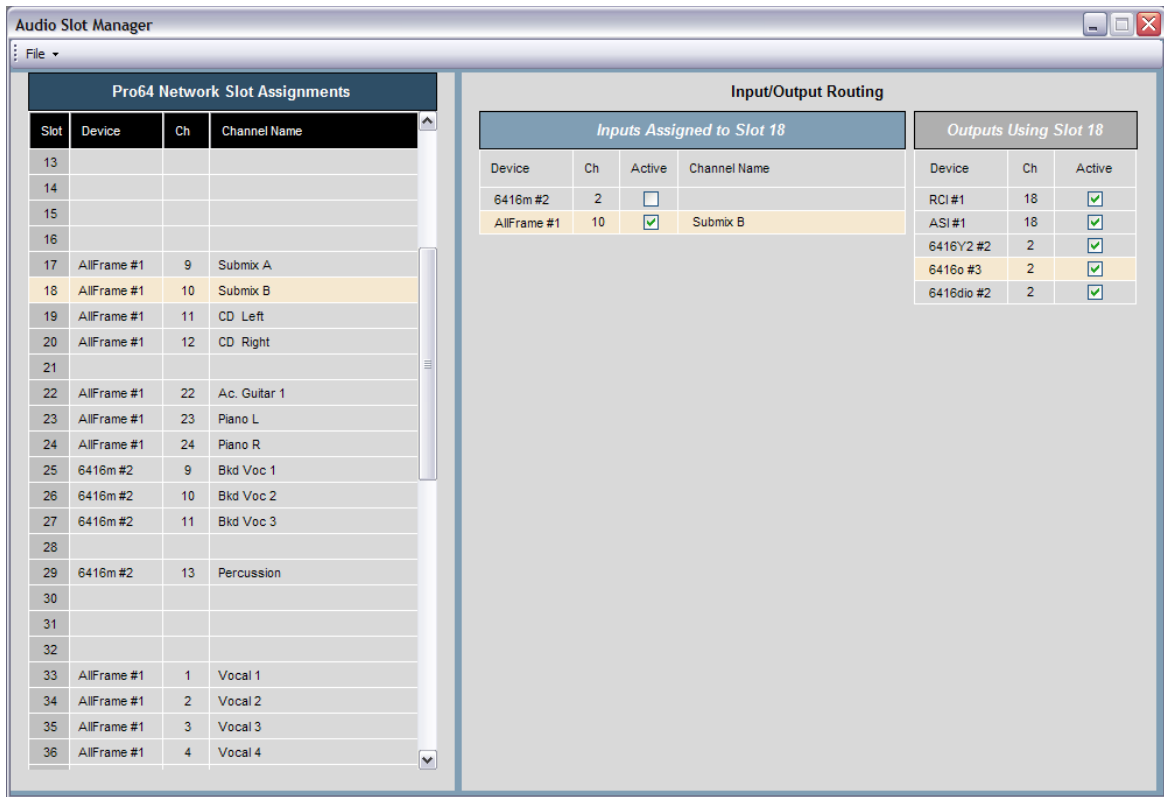 Audio Slot Manager
File
Pro64 Network Slot Assignments
Slot Device Ch Channel Name
13
14
15
16
17 AllFrame #1 9 Submix A
18 AllFrame #1 10 Submix B
19 AllFrame #1 11 CD Left
20 AllFrame #1 12 CD Right
21
22 AllFrame #1 22 Ac. Guitar 1
23 AllFrame #1 23 Piano L
24 AllFrame #1 24 Piano R
25 6416m #2 9 Bkd Voc 1
26 6416m #2 10 Bkd Voc 2
27 6416m #2 11 Bkd Voc 3
28
29 6416m #2 13 Percussion
30
31
32
33 AllFrame #1 1 Vocal 1
34 AllFrame #1 2 Vocal 2
35 AllFrame #1 3 Vocal 3
36 AllFrame #1 4 Vocal 4
Input/Output Routing
Inputs Assigned to Slot 18
Device Ch Active Channel Name
6416m #2 2
AllFrame #1 10 Submix B
Outputs Using Slot 18
Device Ch Active
RCI #1 18
ASI #1 18
6416Y2 #2 2
6416o #3 2
6416dio #2 2